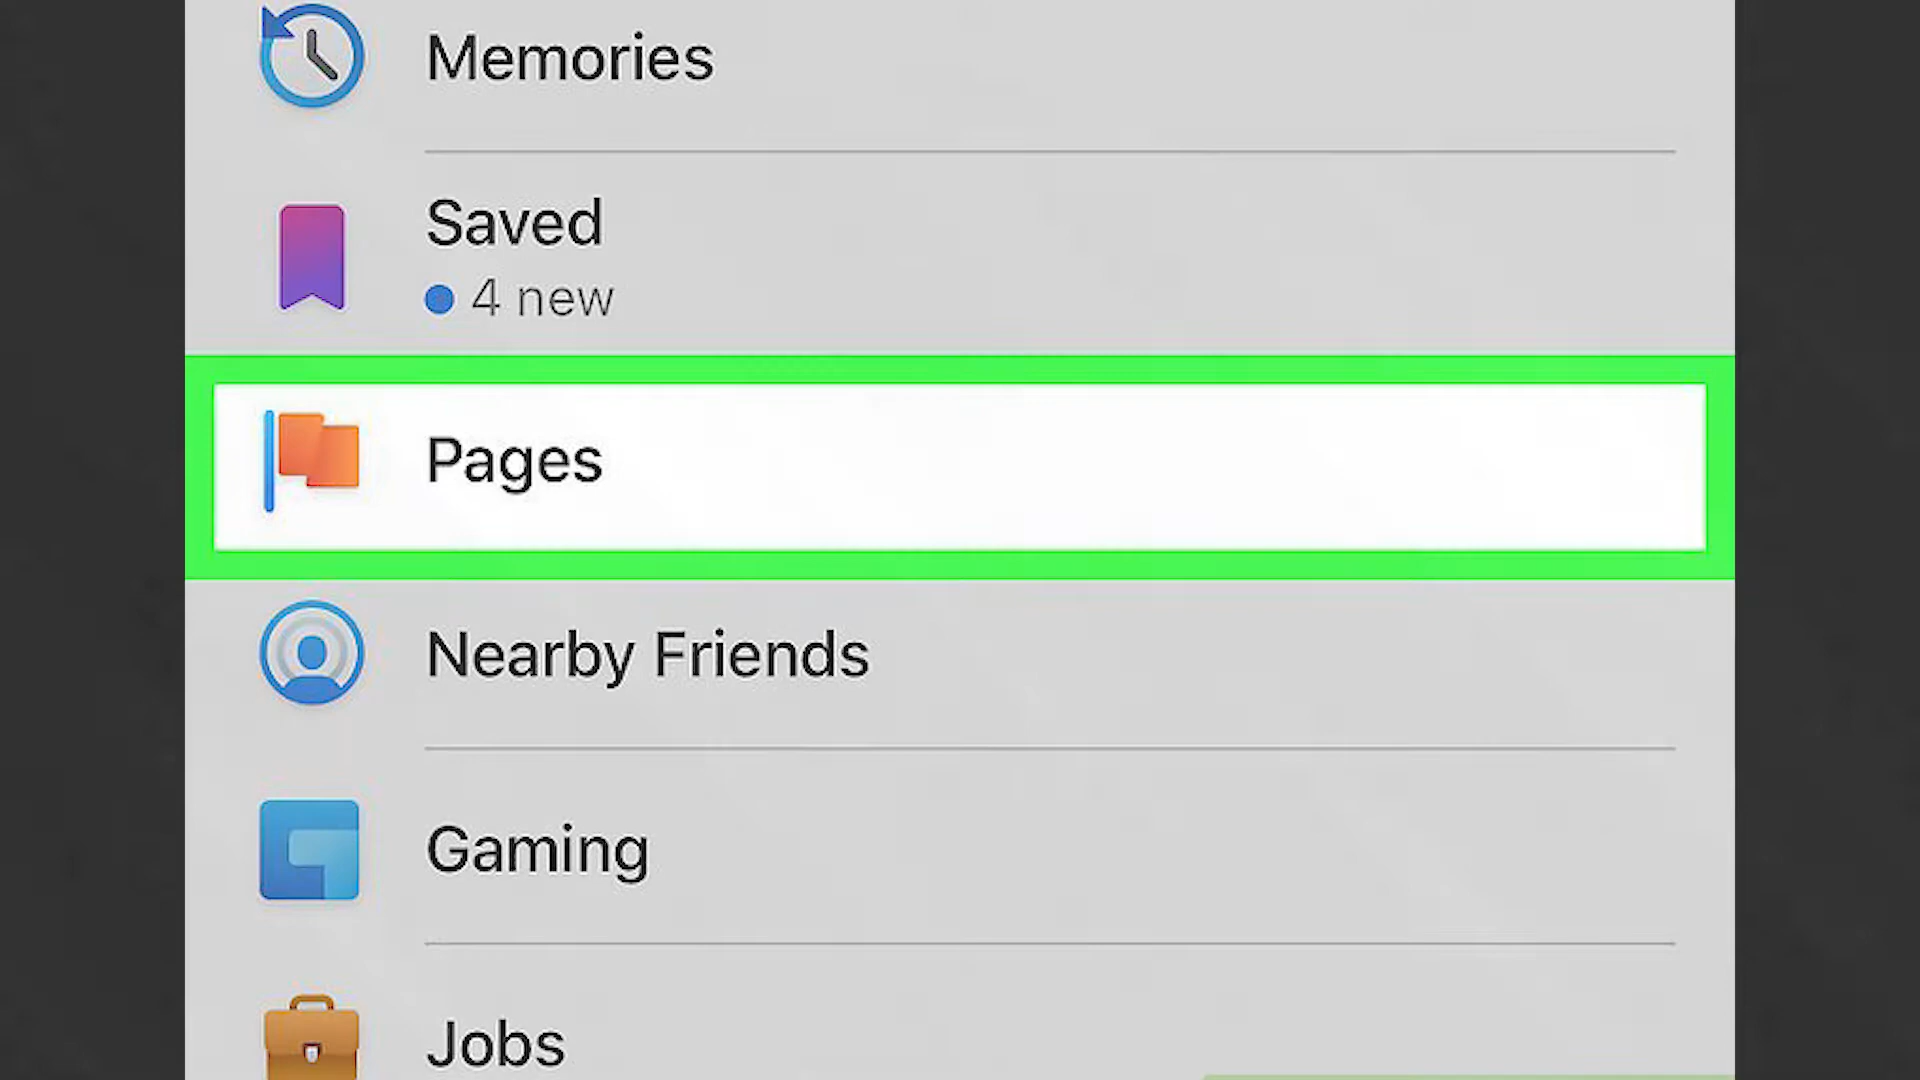 Memories
Saved
4 new
Pages
Nearby Friends
Gaming
Jobs